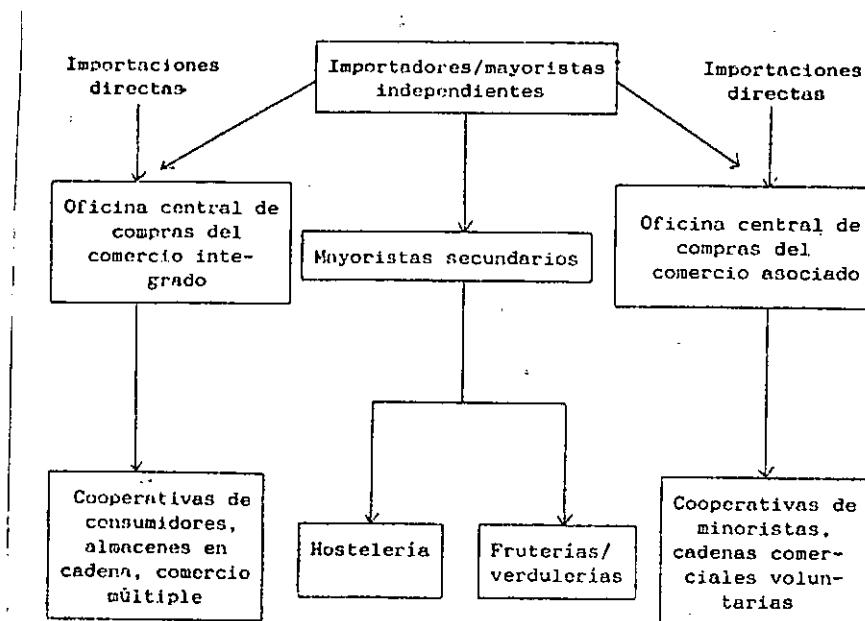 Importaciones
directas
Importadores/mayoristas
independientes
Importaciones
directas
Oficina central de
compras del
comercio inte-
grado
Mayoristas secundarios
Oficina central de
compras del
comercio asociado
Cooperativas de
consumidores,
almacenes en
cadena, comercio
múltiple
Hostelería
Fruterías/
verdulerías
Cooperativas de
minoristas,
cadenas comer-
ciales volun-
tarias